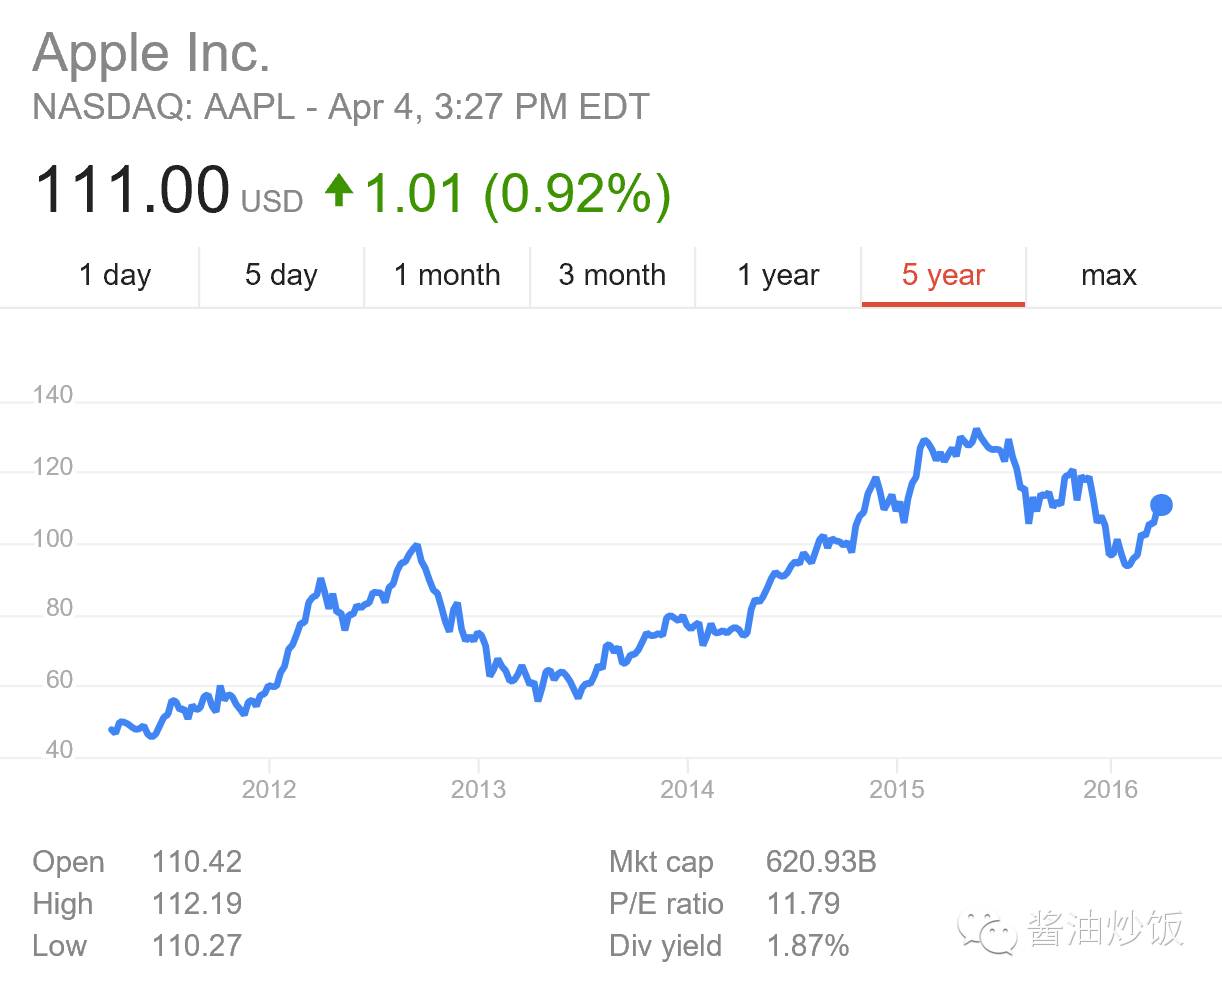 Apple Inc.
NASDAQ: AAPL - Apr 4, 3:27 PM EDT
111.00 USD 1.01 (0.92%)
1 day 5 day 1 month 3 month 1 year 5 year max
140
120
100
80
60
40
2012 2013 2014 2015 2016
Open 110.42 Mkt cap 620.93B
High 112.19 P/E ratio 11.79
Low 110.27 Div yield 1.87%
酱油炒饭